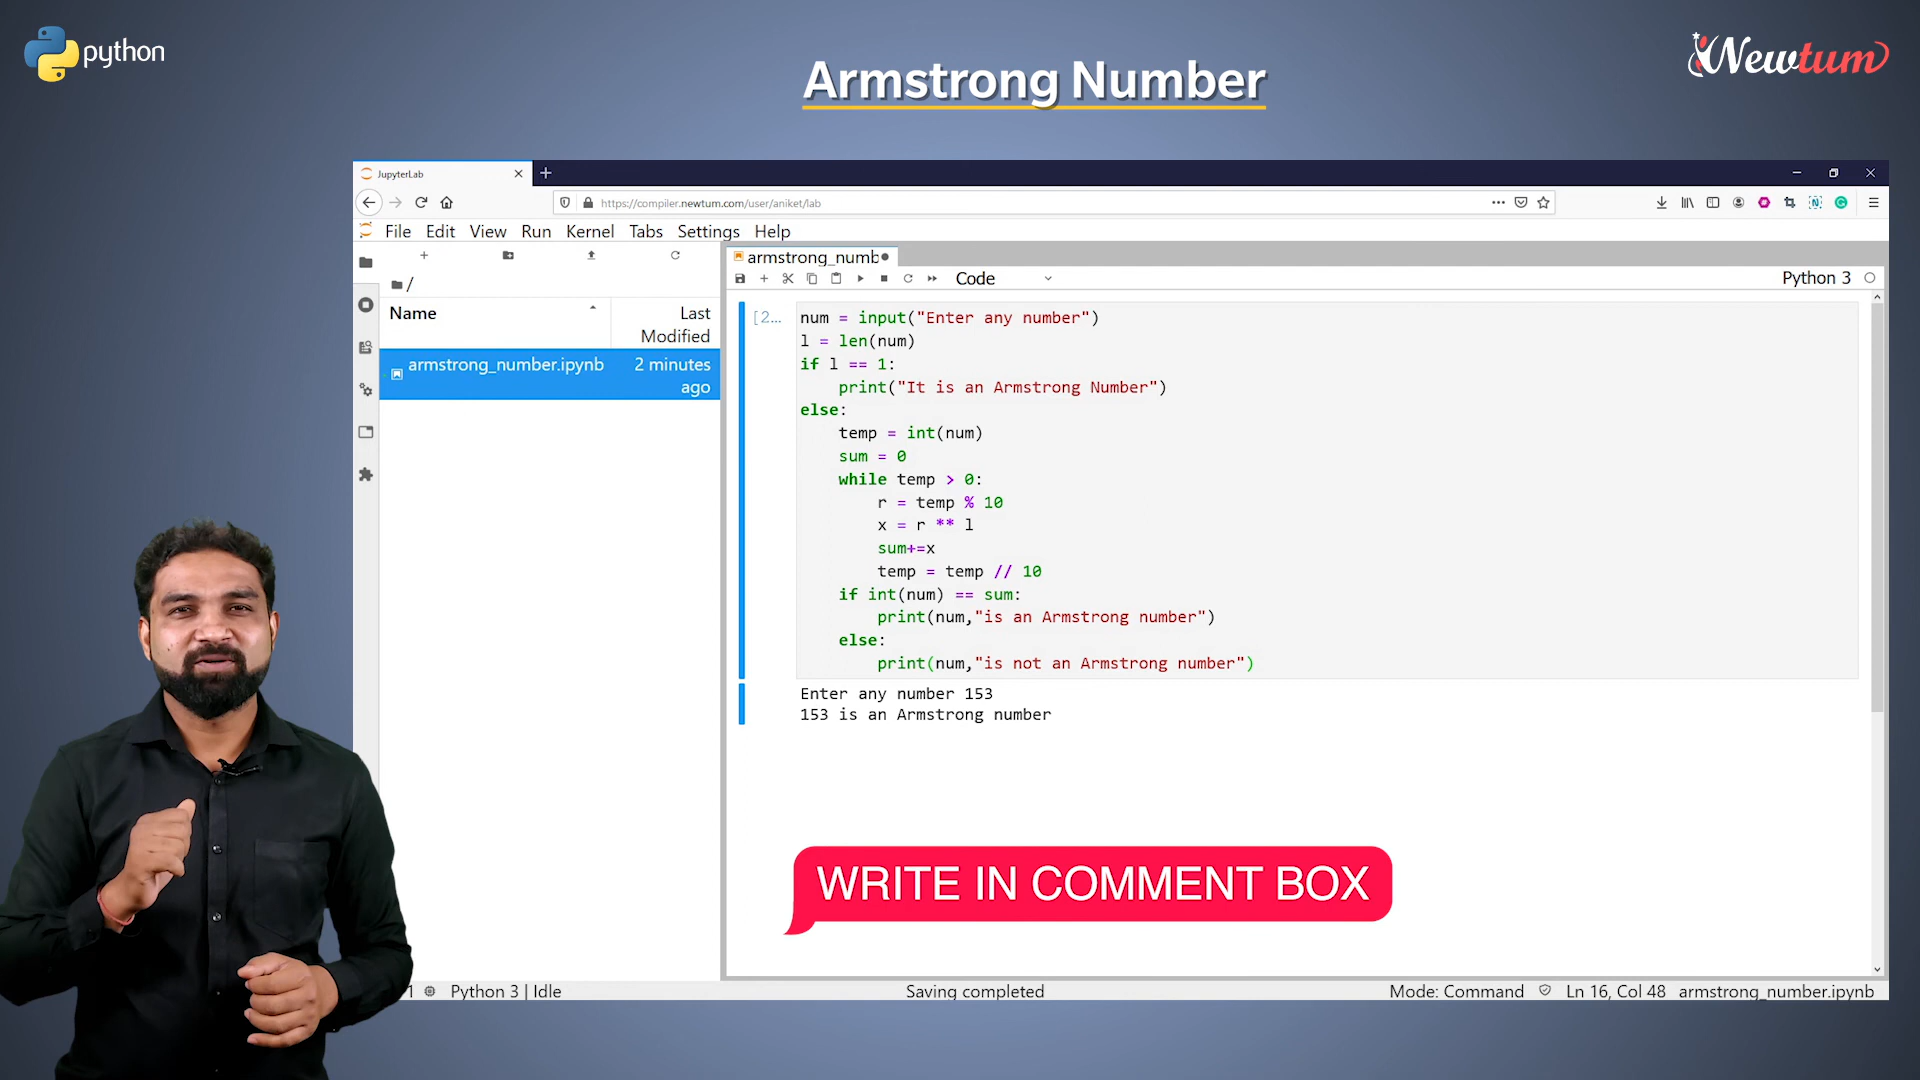 python
Newtum
Armstrong Number
JupyterLab
https://compiler.newtum.com/user/aniket/lab
File Edit View Run Kernel Tabs Settings Help
armstrong_numb
Code
Python 3
/
Name
Last
Modified
armstrong_number.ipynb
2 minutes
ago
[2...
num = input("Enter any number")
l = len(num)
if l == 1:
    print("It is an Armstrong Number")
else:
    temp = int(num)
    sum = 0
    while temp > 0:
        r = temp % 10
        x = r ** l
        sum+=x
        temp = temp // 10
    if int(num) == sum:
        print(num,"is an Armstrong number")
    else:
        print(num,"is not an Armstrong number")
Enter any number 153
153 is an Armstrong number
WRITE IN COMMENT BOX
1
Python 3 | Idle
Saving completed
Mode: Command
Ln 16, Col 48
armstrong_number.ipynb